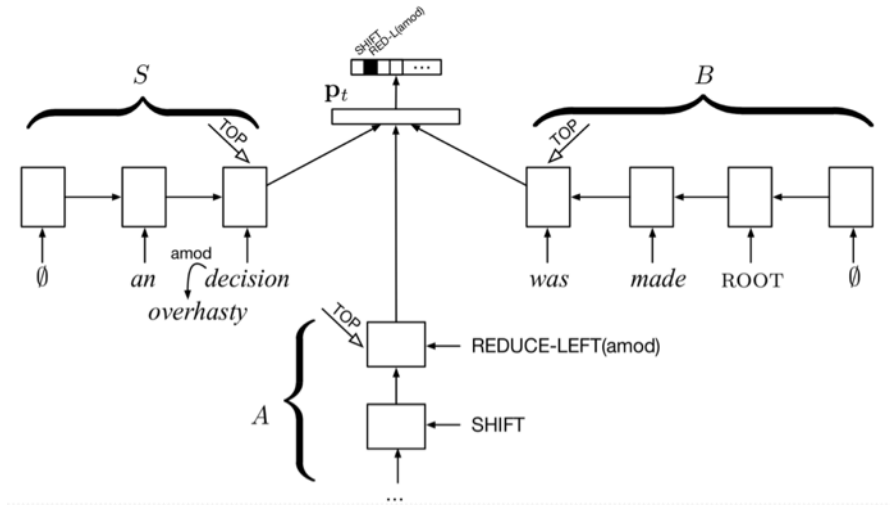 SHIFT
RED-L(amod)
...
p_t
S
B
TOP
TOP
∅
an
amod
decision
overhasty
was
made
ROOT
∅
TOP
REDUCE-LEFT(amod)
A
SHIFT
...